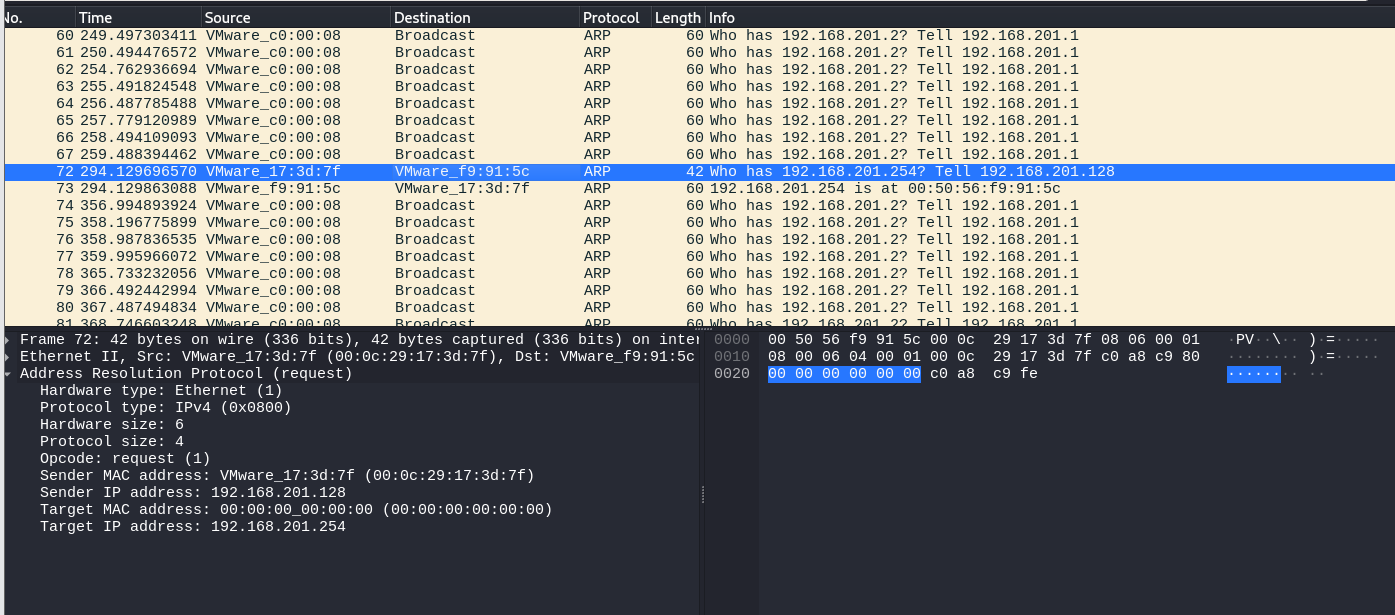 No. Time Source Destination Protocol Length Info
60 249.497303411 VMware_c0:00:08 Broadcast ARP 60 Who has 192.168.201.2? Tell 192.168.201.1
61 250.494476572 VMware_c0:00:08 Broadcast ARP 60 Who has 192.168.201.2? Tell 192.168.201.1
62 254.762936694 VMware_c0:00:08 Broadcast ARP 60 Who has 192.168.201.2? Tell 192.168.201.1
63 255.491824548 VMware_c0:00:08 Broadcast ARP 60 Who has 192.168.201.2? Tell 192.168.201.1
64 256.487785488 VMware_c0:00:08 Broadcast ARP 60 Who has 192.168.201.2? Tell 192.168.201.1
65 257.779120989 VMware_c0:00:08 Broadcast ARP 60 Who has 192.168.201.2? Tell 192.168.201.1
66 258.494109093 VMware_c0:00:08 Broadcast ARP 60 Who has 192.168.201.2? Tell 192.168.201.1
67 259.488394462 VMware_c0:00:08 Broadcast ARP 60 Who has 192.168.201.2? Tell 192.168.201.1
72 294.129696570 VMware_17:3d:7f VMware_f9:91:5c ARP 42 Who has 192.168.201.254? Tell 192.168.201.128
73 294.129863088 VMware_f9:91:5c VMware_17:3d:7f ARP 60 192.168.201.254 is at 00:50:56:f9:91:5c
74 356.994893924 VMware_c0:00:08 Broadcast ARP 60 Who has 192.168.201.2? Tell 192.168.201.1
75 358.196775899 VMware_c0:00:08 Broadcast ARP 60 Who has 192.168.201.2? Tell 192.168.201.1
76 358.987836535 VMware_c0:00:08 Broadcast ARP 60 Who has 192.168.201.2? Tell 192.168.201.1
77 359.995966072 VMware_c0:00:08 Broadcast ARP 60 Who has 192.168.201.2? Tell 192.168.201.1
78 365.733232056 VMware_c0:00:08 Broadcast ARP 60 Who has 192.168.201.2? Tell 192.168.201.1
79 366.492442994 VMware_c0:00:08 Broadcast ARP 60 Who has 192.168.201.2? Tell 192.168.201.1
80 367.487494834 VMware_c0:00:08 Broadcast ARP 60 Who has 192.168.201.2? Tell 192.168.201.1
81 368.746603248 VMware_c0:00:08 Broadcast ARP 60 Who has 192.168.201.2? Tell 192.168.201.1
Frame 72: 42 bytes on wire (336 bits), 42 bytes captured (336 bits) on inter
Ethernet II, Src: VMware_17:3d:7f (00:0c:29:17:3d:7f), Dst: VMware_f9:91:5c
Address Resolution Protocol (request)
Hardware type: Ethernet (1)
Protocol type: IPv4 (0x0800)
Hardware size: 6
Protocol size: 4
Opcode: request (1)
Sender MAC address: VMware_17:3d:7f (00:0c:29:17:3d:7f)
Sender IP address: 192.168.201.128
Target MAC address: 00:00:00_00:00:00 (00:00:00:00:00:00)
Target IP address: 192.168.201.254
0000 00 50 56 f9 91 5c 00 0c 29 17 3d 7f 08 06 00 01 ·PV··\·· )·=·····
0010 08 00 06 04 00 01 00 0c 29 17 3d 7f c0 a8 c9 80 ········ )·=·····
0020 00 00 00 00 00 00 c0 a8 c9 fe ········ ··